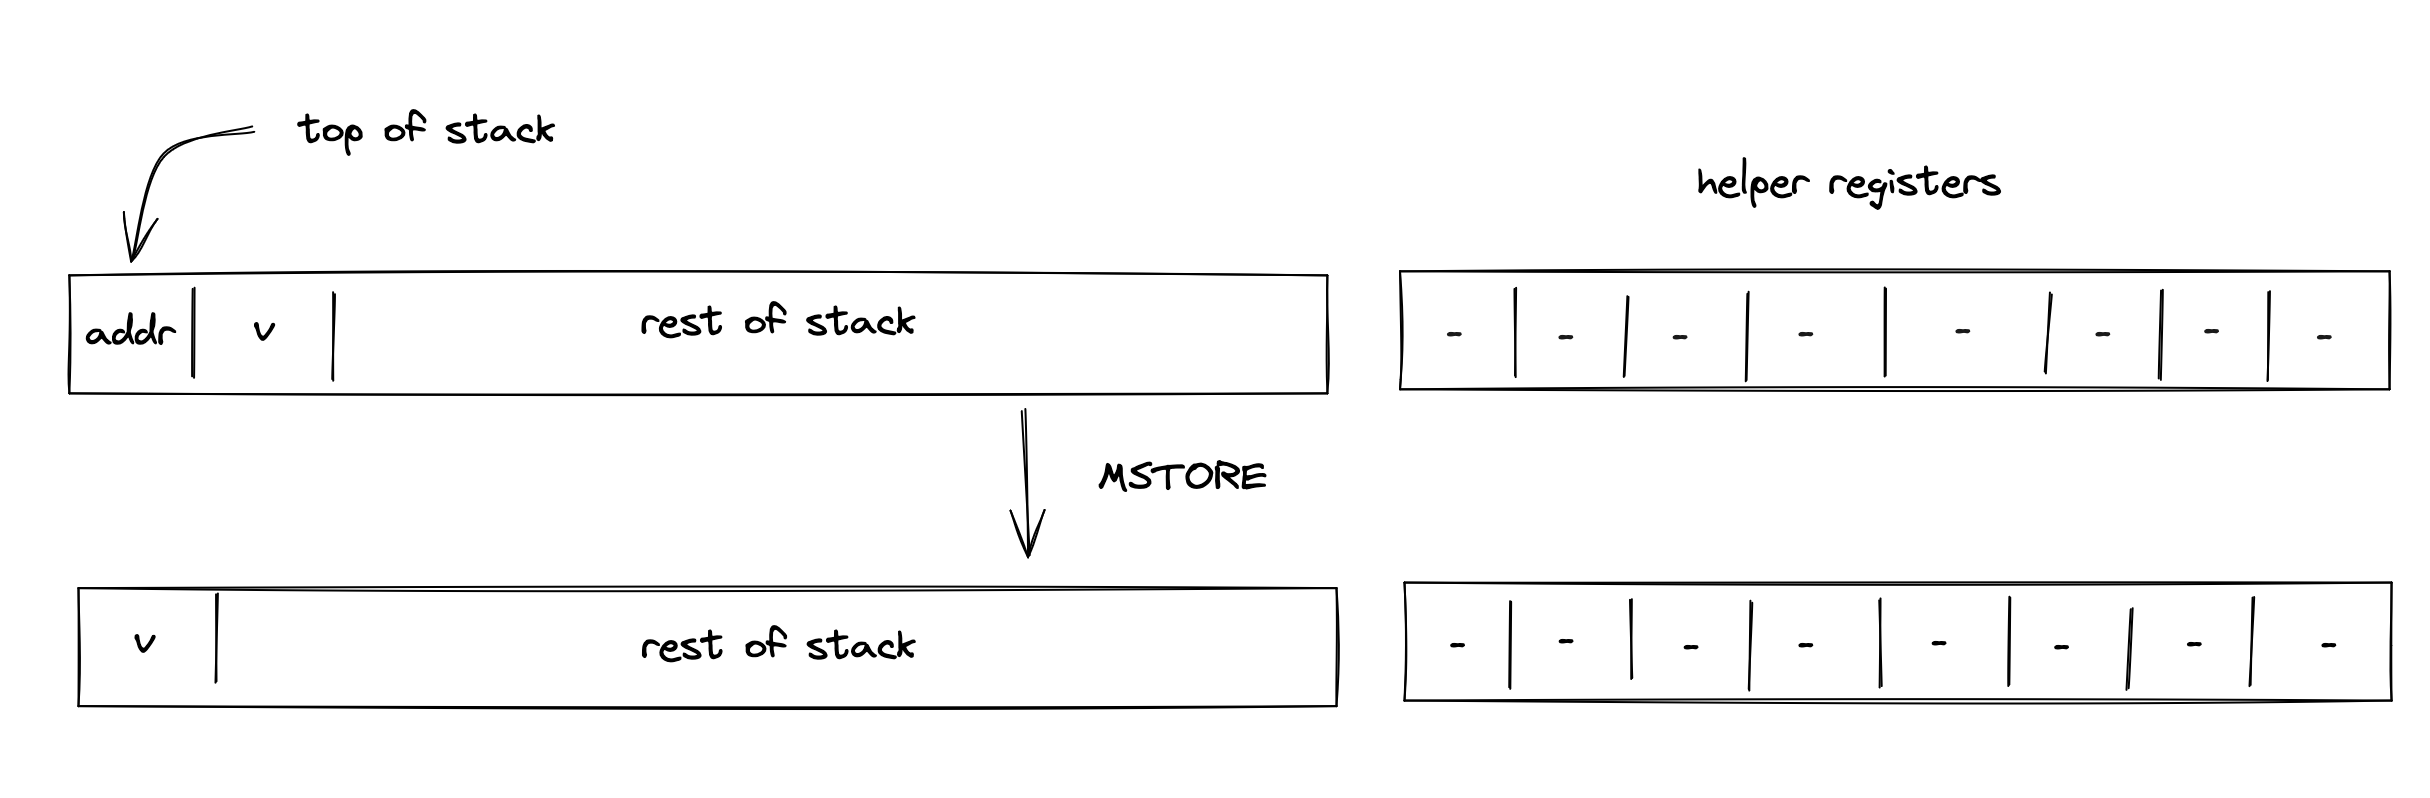 top of stack
helper registers
addr v rest of stack
- - - - - - - -
MSTORE
v rest of stack
- - - - - - - -